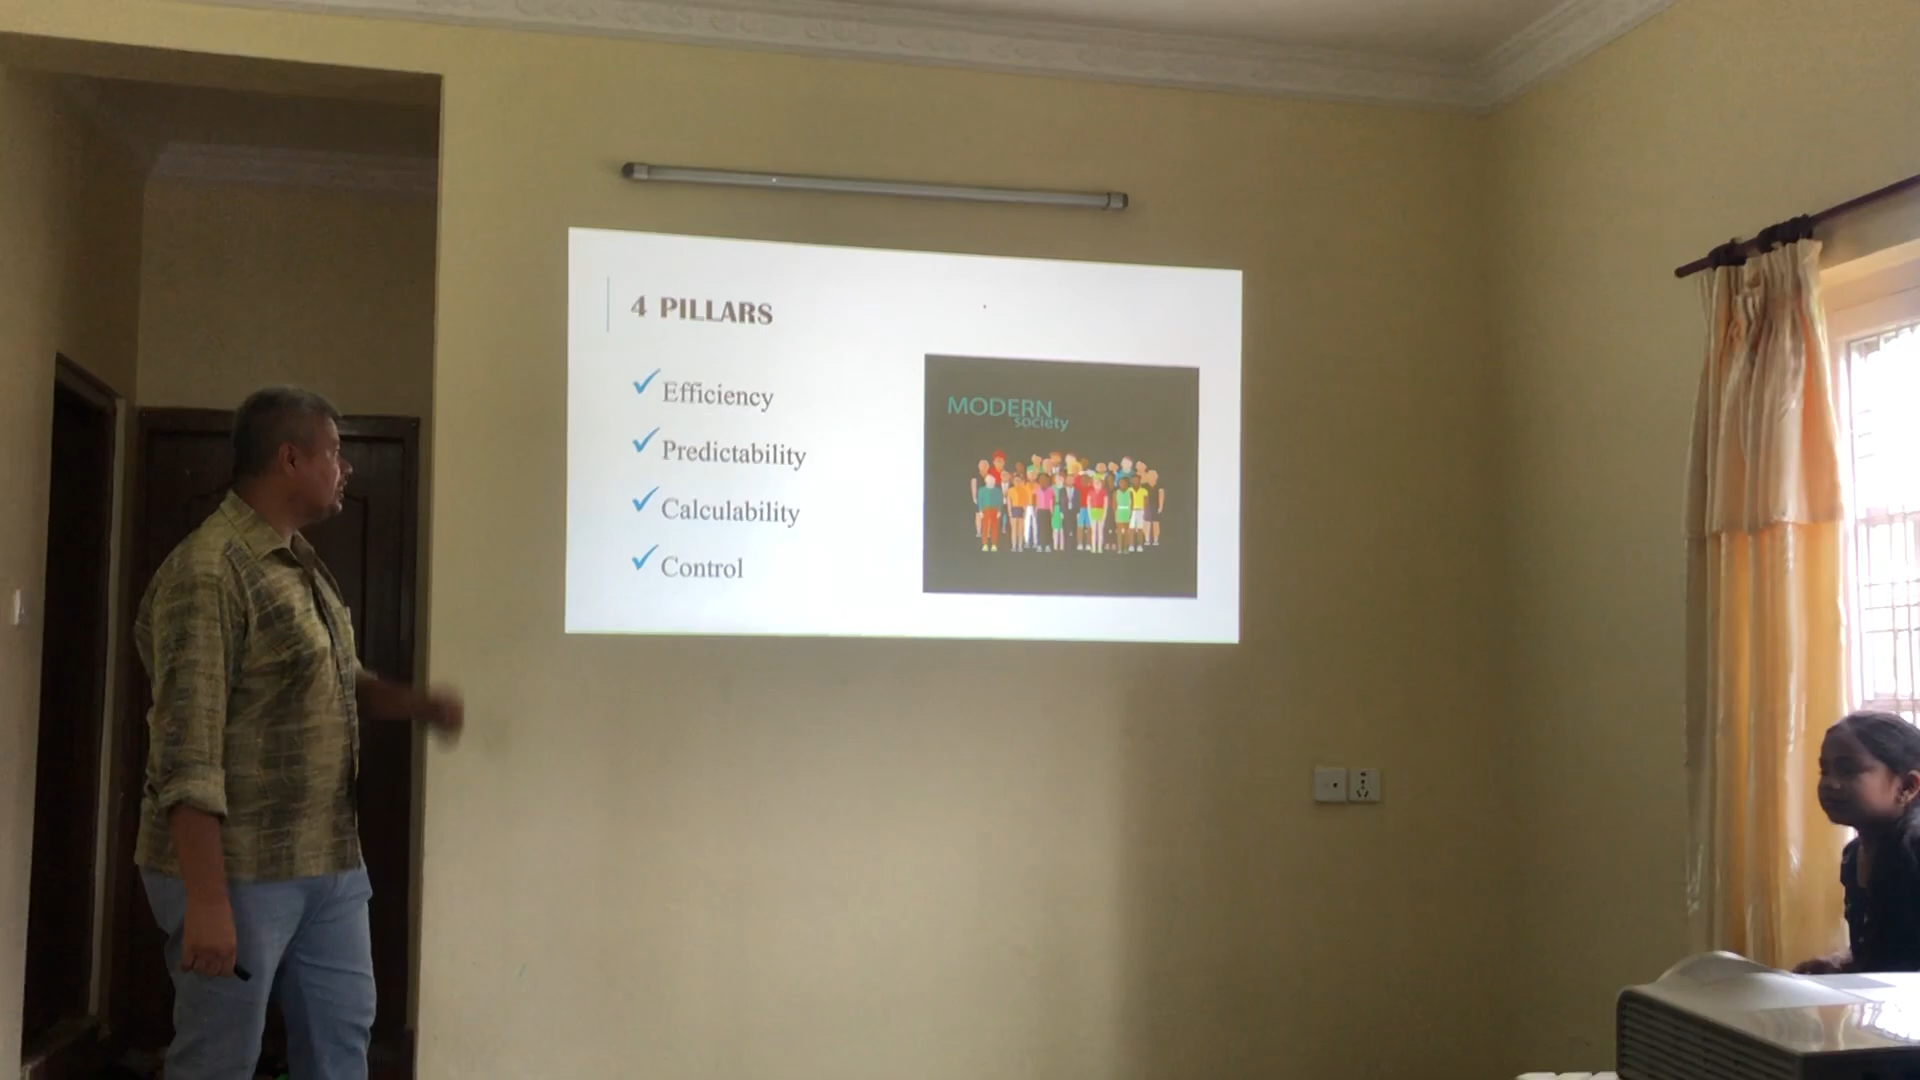 4 PILLARS
Efficiency
Predictability
Calculability
Control
MODERN
society